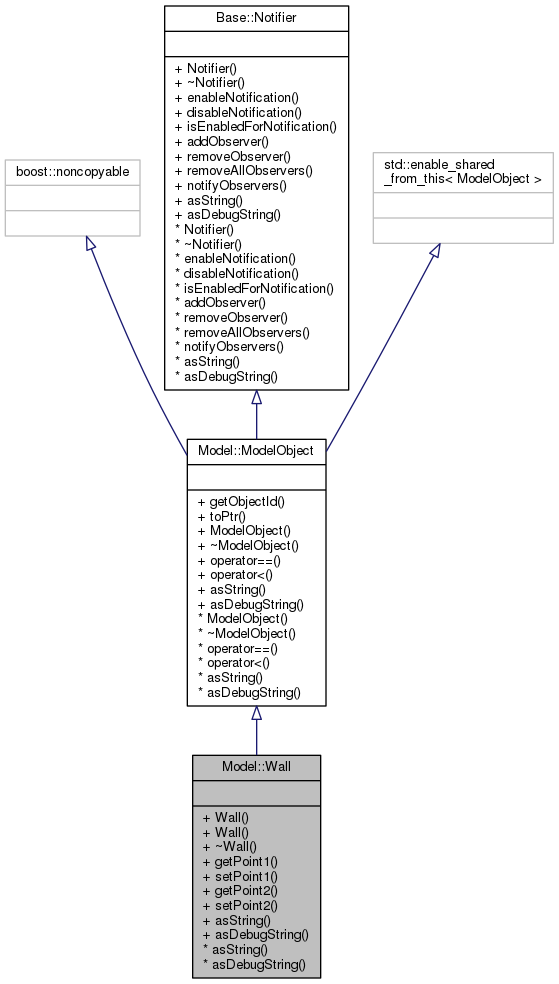 Base::Notifier
+ Notifier()
+ ~Notifier()
+ enableNotification()
+ disableNotification()
+ isEnabledForNotification()
+ addObserver()
+ removeObserver()
+ removeAllObservers()
+ notifyObservers()
+ asString()
+ asDebugString()
* Notifier()
* ~Notifier()
* enableNotification()
* disableNotification()
* isEnabledForNotification()
* addObserver()
* removeObserver()
* removeAllObservers()
* notifyObservers()
* asString()
* asDebugString()
boost::noncopyable
std::enable_shared
_from_this< ModelObject >
Model::ModelObject
+ getObjectId()
+ toPtr()
+ ModelObject()
+ ~ModelObject()
+ operator==()
+ operator<()
+ asString()
+ asDebugString()
* ModelObject()
* ~ModelObject()
* operator==()
* operator<()
* asString()
* asDebugString()
Model::Wall
+ Wall()
+ Wall()
+ ~Wall()
+ getPoint1()
+ setPoint1()
+ getPoint2()
+ setPoint2()
+ asString()
+ asDebugString()
* asString()
* asDebugString()